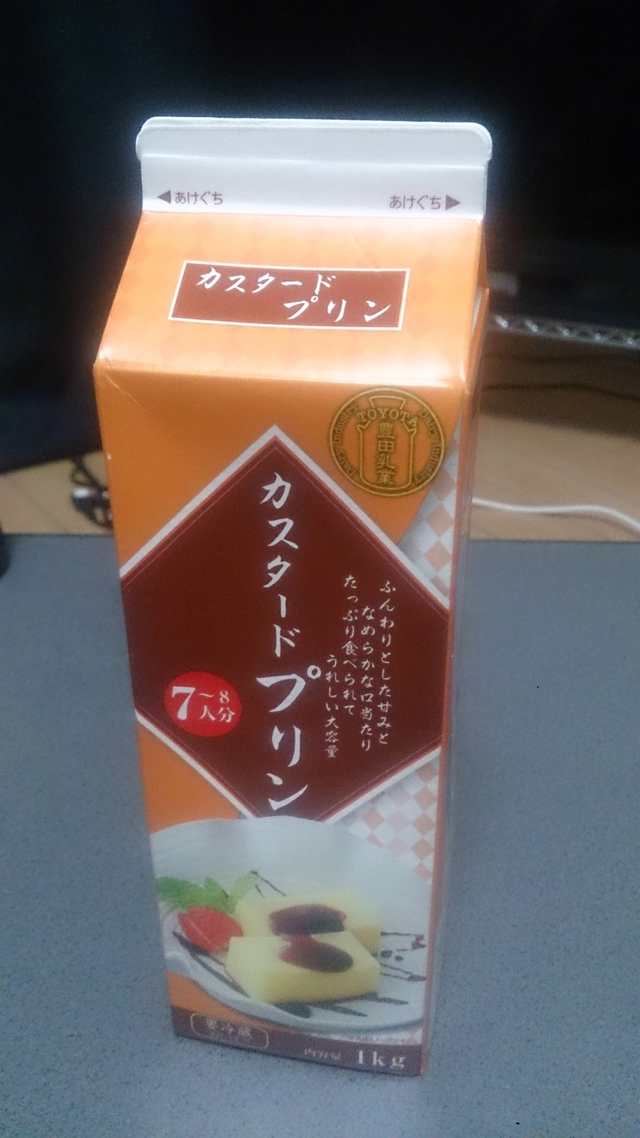 ◀あけぐち
あけぐち▶
カスタード
プリン
TOYOTA
豊田乳業
カスタードプリン
ふんわりとした甘みと
なめらかな口当たり
たっぷり食べられて
うれしい大容量
7~8
人分
要冷蔵
内容量 1kg